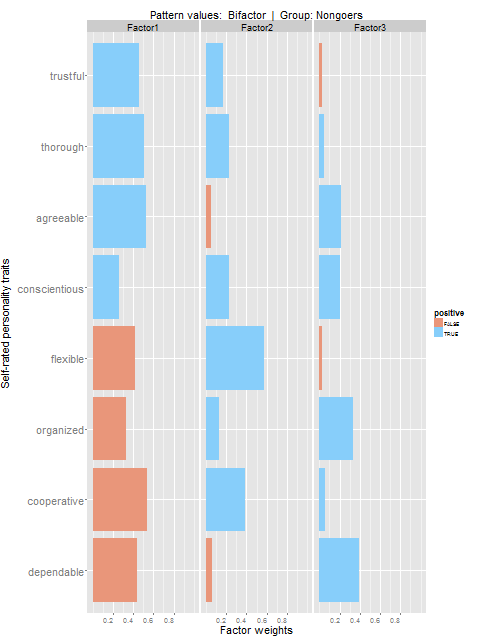 Pattern values:  Bifactor  |  Group: Nongoers
Factor1 Factor2 Factor3
trustful
thorough
agreeable
conscientious
flexible
organized
cooperative
dependable
Self-rated personality traits
positive
FALSE
TRUE
0.2 0.4 0.6 0.8 0.2 0.4 0.6 0.8 0.2 0.4 0.6 0.8
Factor weights